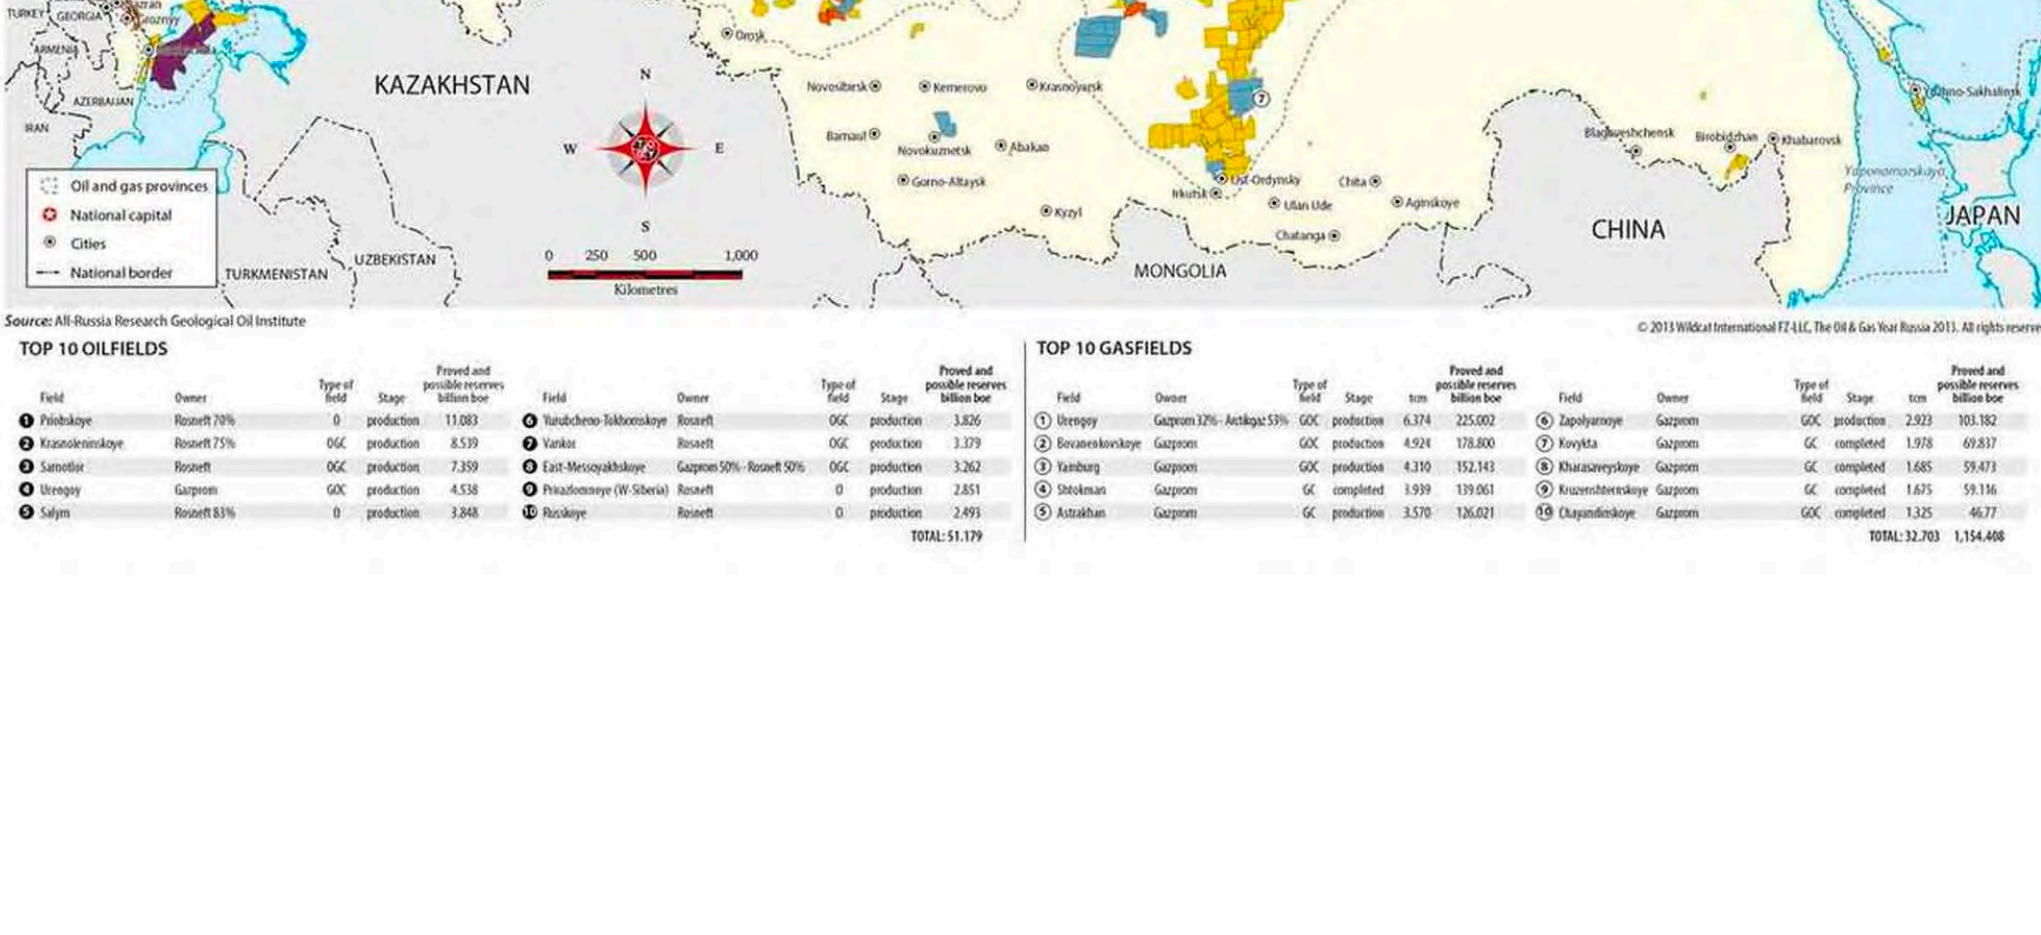 TURKEY
GEORGIA
Groznyy
ARMENIA
AZERBAIJAN
IRAN
KAZAKHSTAN
TURKMENISTAN
UZBEKISTAN
Orosk
Novosibirsk
Kemerovo
Krasnoyarsk
Barnaul
Novokuznetsk
Abakan
Gorno-Altaysk
Kyzyl
Ust-Ordynsky
Irkutsk
Ulan Ude
Chita
Aginskoye
Chatanga
7
MONGOLIA
CHINA
Blagoveshchensk
Birobidzhan
Khabarovsk
Yuzhno-Sakhalinsk
Yaponomorskaya
Province
JAPAN
Oil and gas provinces
National capital
Cities
National border
N
W
E
S
0 250 500 1,000
Kilometres
Source: All-Russia Research Geological Oil Institute
© 2013 Wildcat International FZ-LLC, The Oil & Gas Year Russia 2013. All rights reserve
TOP 10 OILFIELDS
Field Owner Type of field Stage Proved and possible reserves billion boe
1 Priobskoye Rosneft 70% O production 11.083
2 Krasnoleninskoye Rosneft 75% OGC production 8.539
3 Samotlor Rosneft OGC production 7.359
4 Urengoy Gazprom GOC production 4.538
5 Salym Rosneft 83% O production 3.848
Field Owner Type of field Stage Proved and possible reserves billion boe
6 Yurubcheno-Tokhomskoye Rosneft OGC production 3.826
7 Vankor Rosneft OGC production 3.379
8 East-Messoyakhskoye Gazprom 50% - Rosneft 50% OGC production 3.262
9 Prirazlomnoye (W-Siberia) Rosneft O production 2.851
10 Russkoye Rosneft O production 2.493
TOTAL: 51.179
TOP 10 GASFIELDS
Field Owner Type of field Stage tcm Proved and possible reserves billion boe
1 Urengoy Gazprom 32% - Arctikgaz 53% GOC production 6.374 225.002
2 Bovanenkovskoye Gazprom GOC production 4.924 178.800
3 Yamburg Gazprom GOC production 4.310 152.143
4 Shtokman Gazprom GC completed 3.939 139.061
5 Astrakhan Gazprom GC production 3.570 126.021
Field Owner Type of field Stage tcm Proved and possible reserves billion boe
6 Zapolyarnoye Gazprom GOC production 2.923 103.182
7 Kovykta Gazprom GC completed 1.978 69.837
8 Kharasaveyskoye Gazprom GC completed 1.685 59.473
9 Kruzenshternskoye Gazprom GC completed 1.675 59.116
10 Chayandinskoye Gazprom GOC completed 1.325 46.77
TOTAL: 32.703 1,154.408